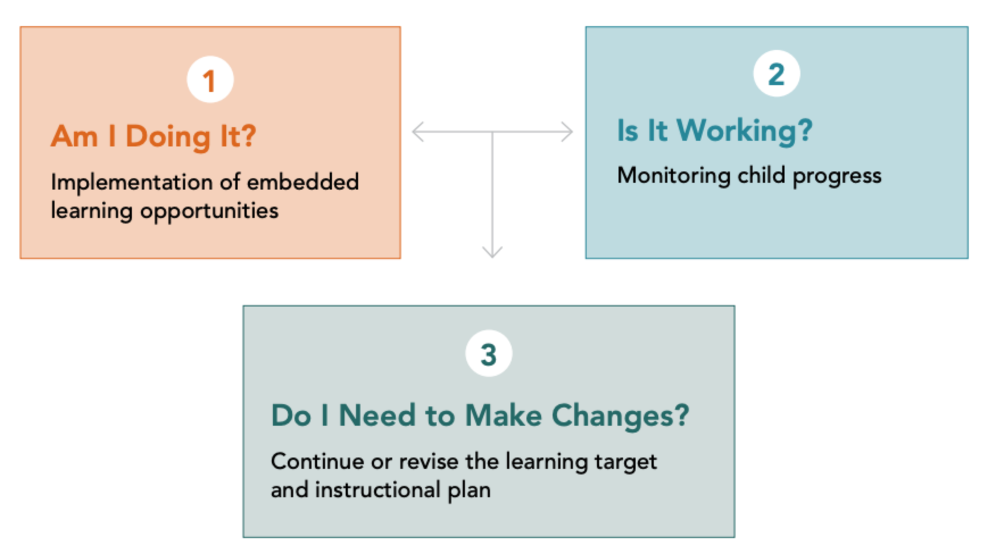 1
Am I Doing It?
Implementation of embedded
learning opportunities
2
Is It Working?
Monitoring child progress
3
Do I Need to Make Changes?
Continue or revise the learning target
and instructional plan